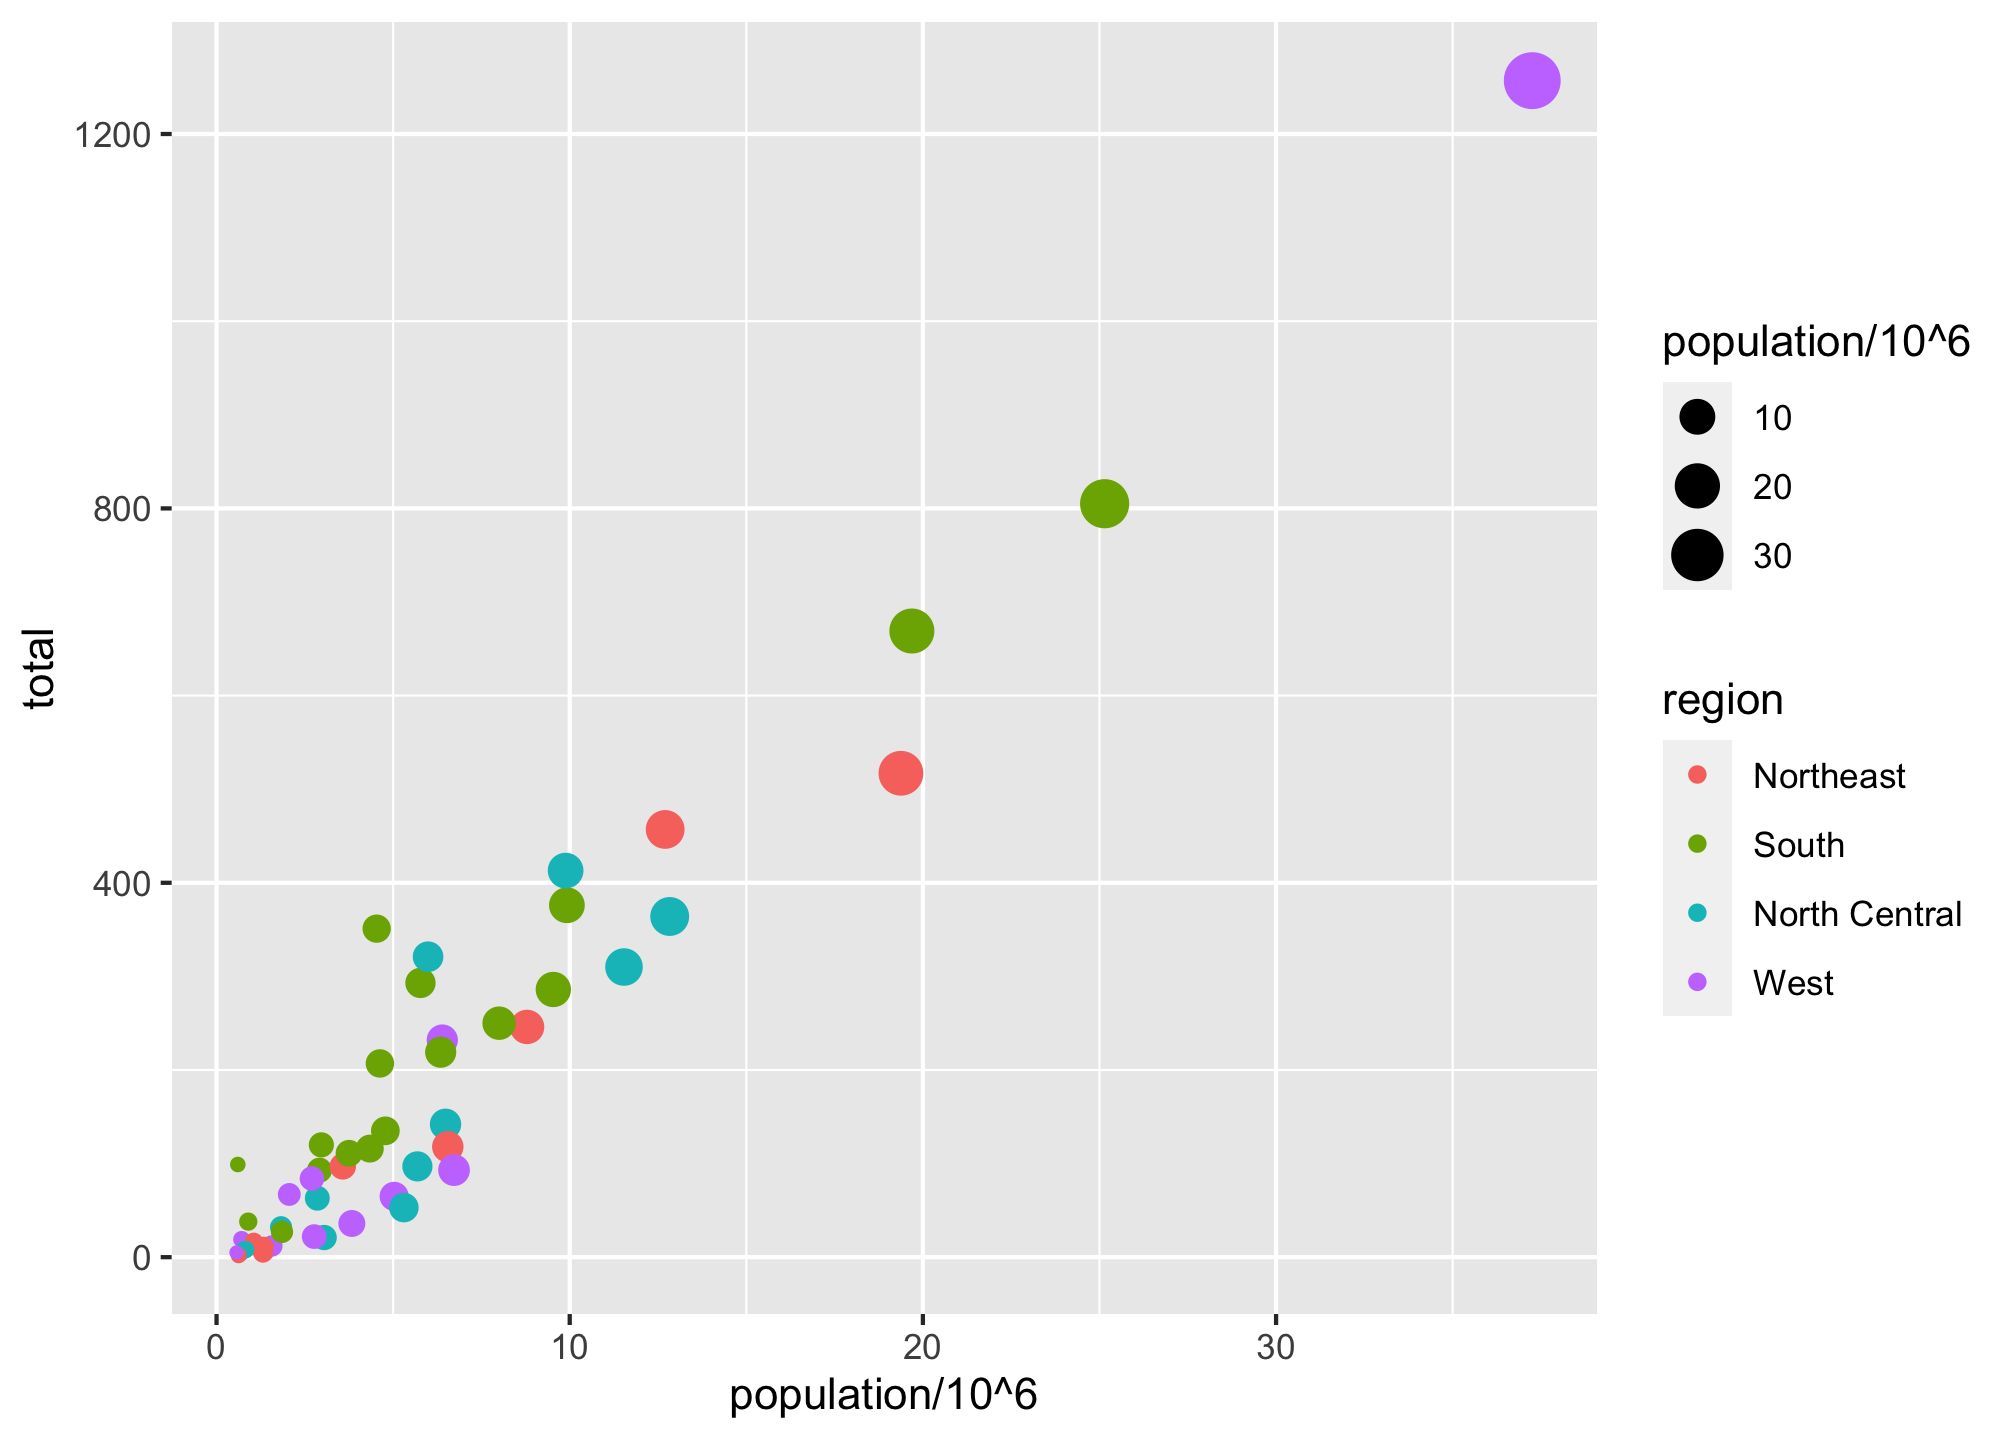 1200
800
400
0
total
0 10 20 30
population/10^6
population/10^6
10
20
30
region
Northeast
South
North Central
West